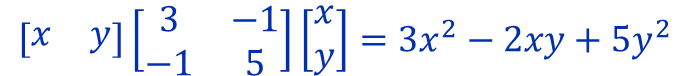 [x y] [3 -1; -1 5] [x; y] = 3x² − 2xy + 5y²